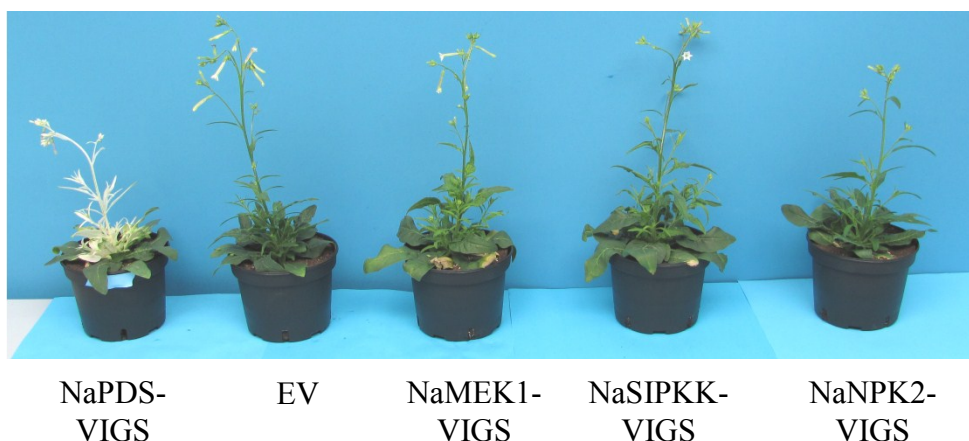 NaPDS-
VIGS
EV
NaMEK1-
VIGS
NaSIPKK-
VIGS
NaNPK2-
VIGS